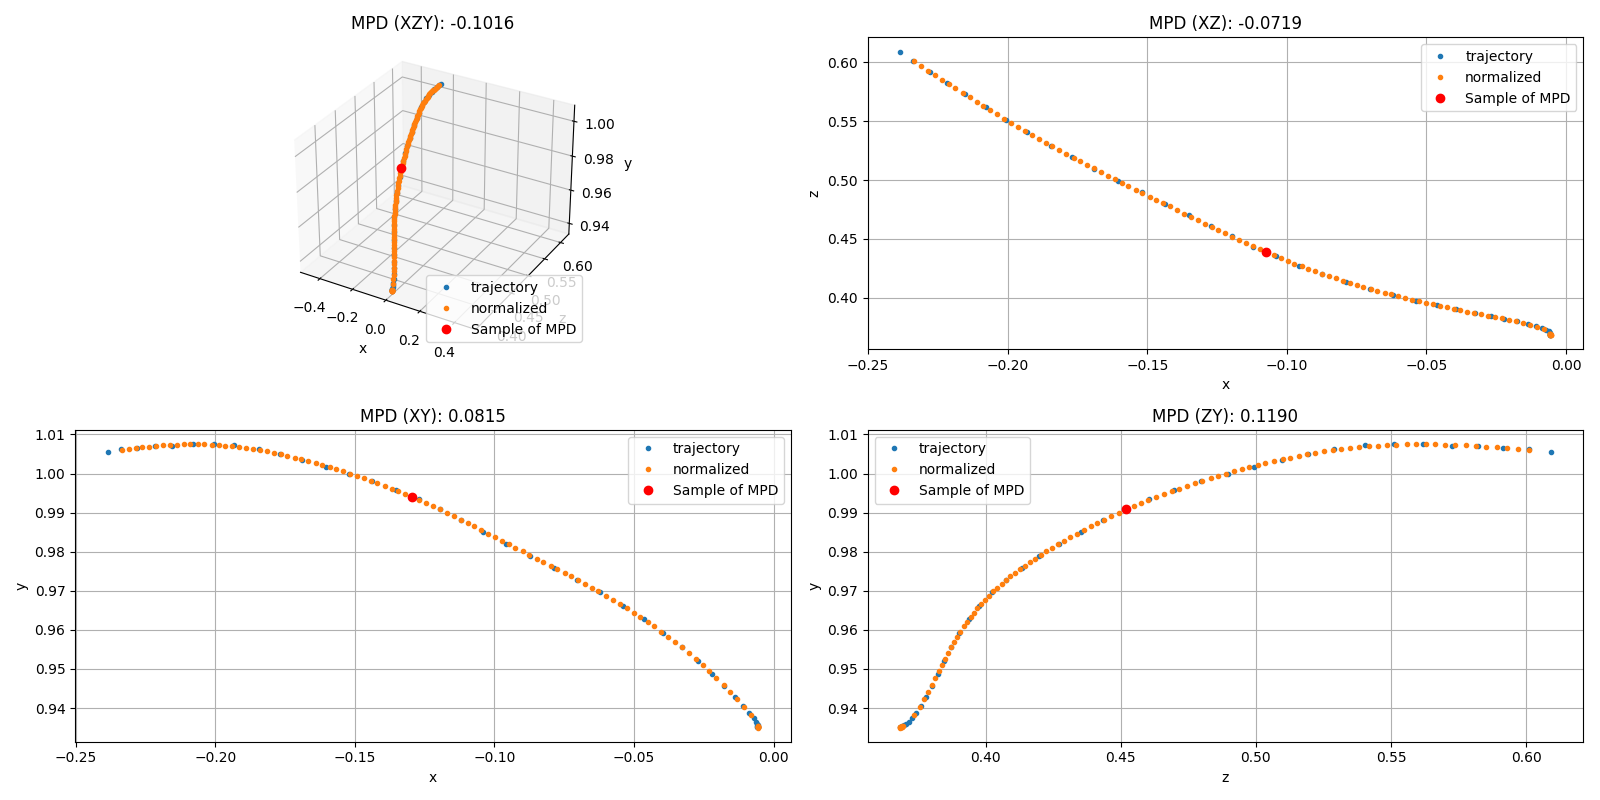 MPD (XZY): -0.1016
1.00
0.98
y
0.96
0.94
0.60
0.55
0.50
0.45
z
0.40
−0.4
−0.2
0.0
0.2
0.4
x
trajectory
normalized
Sample of MPD
MPD (XZ): -0.0719
trajectory
normalized
Sample of MPD
0.60
0.55
0.50
0.45
0.40
z
−0.25
−0.20
−0.15
−0.10
−0.05
0.00
x
MPD (XY): 0.0815
trajectory
normalized
Sample of MPD
1.01
1.00
0.99
0.98
0.97
0.96
0.95
0.94
y
−0.25
−0.20
−0.15
−0.10
−0.05
0.00
x
MPD (ZY): 0.1190
trajectory
normalized
Sample of MPD
1.01
1.00
0.99
0.98
0.97
0.96
0.95
0.94
y
0.40
0.45
0.50
0.55
0.60
z